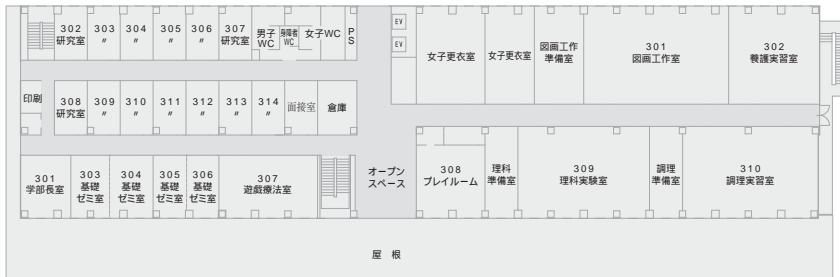 302
研究室
303
〃
304
〃
305
〃
306
〃
307
研究室
男子
WC
身障者
WC
女子WC
P
S
EV
EV
女子更衣室
女子更衣室
図画工作
準備室
301
図画工作室
302
養護実習室
印刷
308
研究室
309
〃
310
〃
311
〃
312
〃
313
〃
314
〃
面接室
倉庫
301
学部長室
303
基礎
ゼミ室
304
基礎
ゼミ室
305
基礎
ゼミ室
306
基礎
ゼミ室
307
遊戯療法室
オープン
スペース
308
プレイルーム
理科
準備室
309
理科実験室
調理
準備室
310
調理実習室
屋根